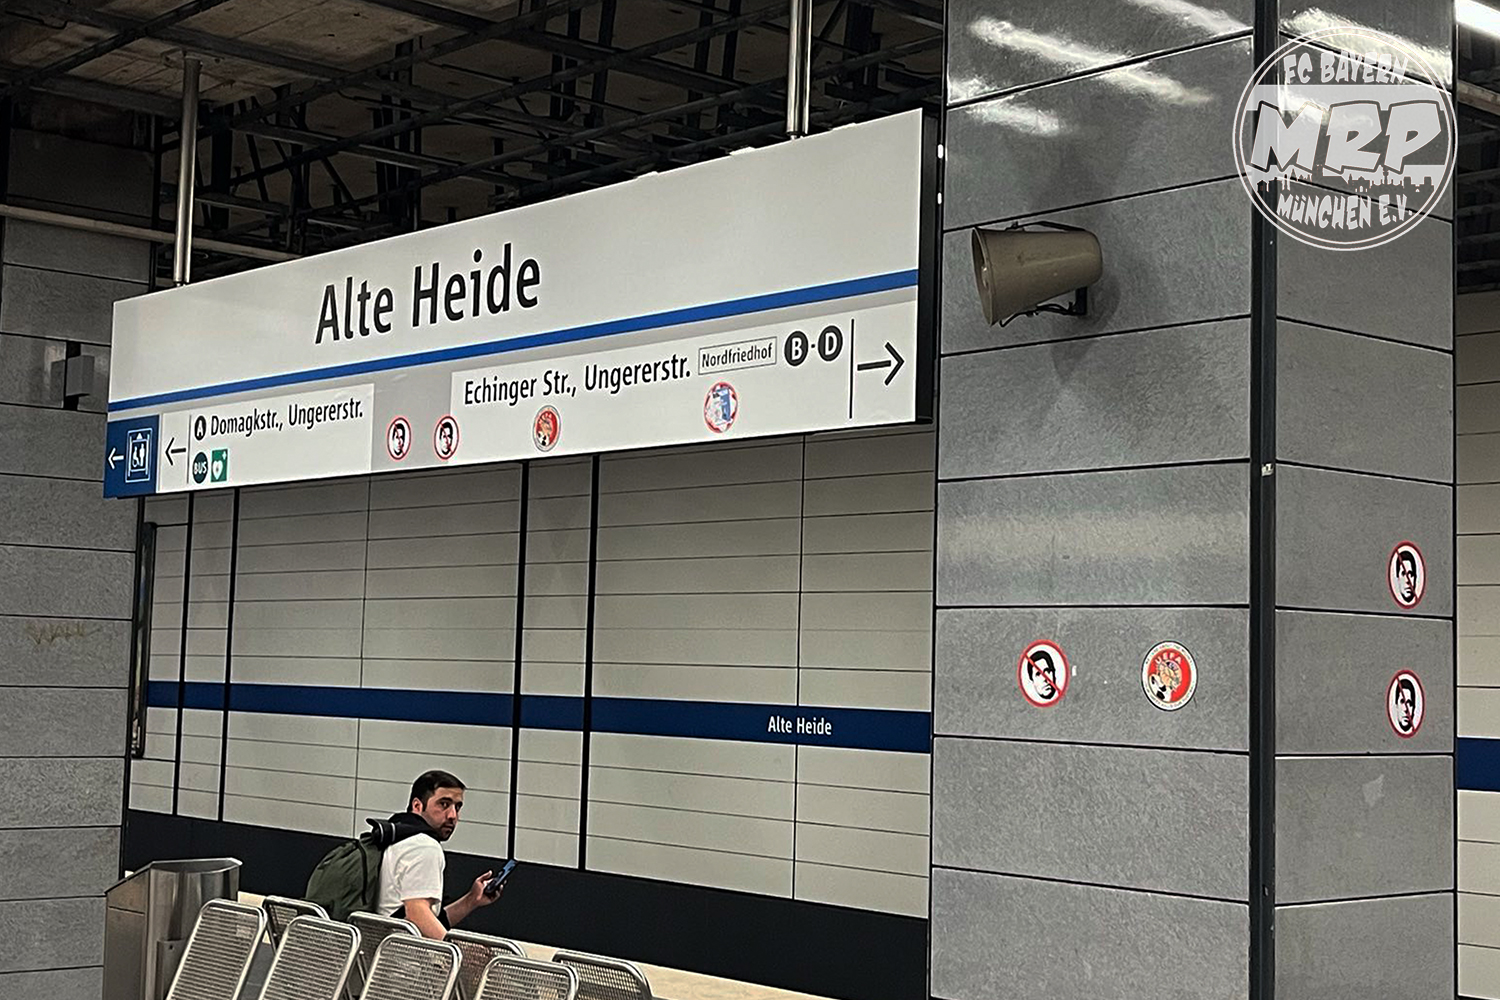 FC BAYERN
MRP
MÜNCHEN E.V.
Alte Heide
A Domagkstr., Ungererstr.
BUS
Echinger Str., Ungererstr. Nordfriedhof B-D
Alte Heide
UEFA